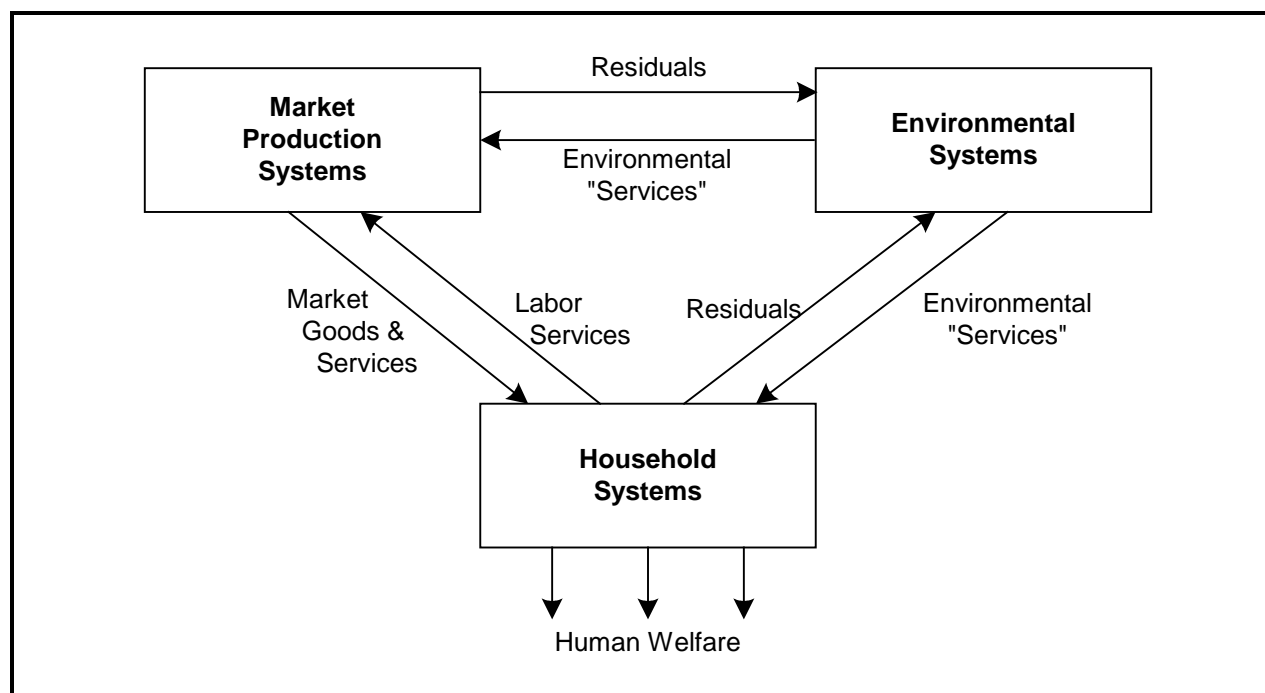 Residuals
Market
Production
Systems
Environmental
Systems
Environmental
"Services"
Market
Goods &
Services
Labor
Services
Residuals
Environmental
"Services"
Household
Systems
Human Welfare